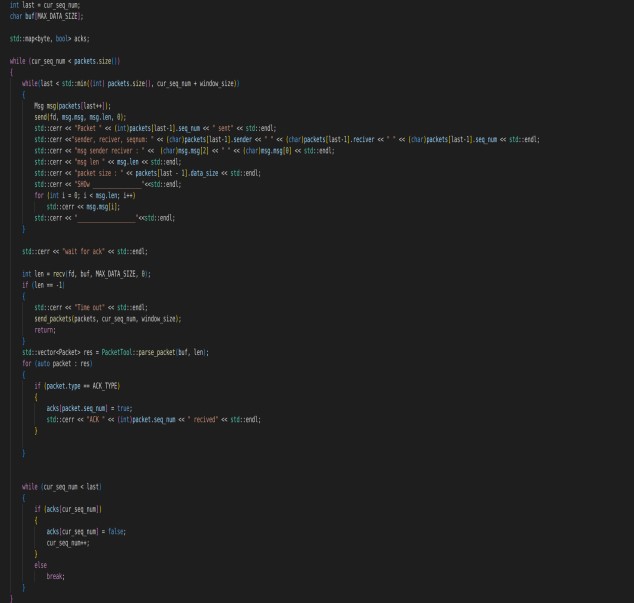 int last = cur_seq_num;
char buf[MAX_DATA_SIZE];
std::map<byte, bool> acks;
while (cur_seq_num < packets.size())
{
while(last < std::min((int) packets.size(), cur_seq_num + window_size))
{
Msg msg(packets[last++]);
send(fd, msg.msg, msg.len, 0);
std::cerr << "Packet " << (int)packets[last-1].seq_num << " sent" << std::endl;
std::cerr <<"sender, reciver, seqnum: " << (char)packets[last-1].sender << " " << (char)packets[last-1].reciver << " " << (char)packets[last-1].seq_num <<std::endl;
std::cerr << "msg sender reciver : " <<  (char)msg.msg[2] << " " << (char)msg.msg[0] << std::endl;
std::cerr << "msg len " << msg.len << std::endl;
std::cerr << "packet size : " << packets[last - 1].data_size << std::endl;
std::cerr << "SHOw ________________"<<std::endl;
for (int i = 0; i < msg.len; i++)
std::cerr << msg.msg[i];
std::cerr << "___________________"<<std::endl;
}
std::cerr << "wait for ack" << std::endl;
int len = recv(fd, buf, MAX_DATA_SIZE, 0);
if (len == -1)
{
std::cerr << "Time out" << std::endl;
send_packets(packets, cur_seq_num, window_size);
return;
}
std::vector<Packet> res = PacketTool::parse_packet(buf, len);
for (auto packet : res)
{
if (packet.type == ACK_TYPE)
{
acks[packet.seq_num] = true;
std::cerr << "ACK " << (int)packet.seq_num << " recived" << std::endl;
}
}
while (cur_seq_num < last)
{
if (acks[cur_seq_num])
{
acks[cur_seq_num] = false;
cur_seq_num++;
}
else
break;
}
}